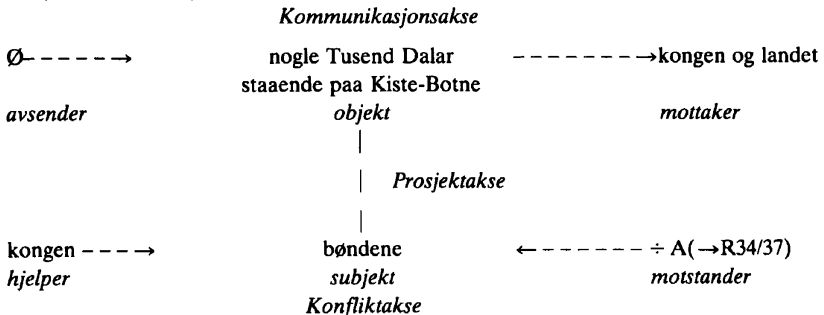 Kommunikasjonsakse
Ø- - - - - -→ nogle Tusend Dalar - - - - - - -→kongen og landet
staaende paa Kiste-Botne
avsender objekt mottaker
Prosjektakse
kongen - - - -→ bøndene ←- - - - - - - ÷ A(→R34/37)
hjelper subjekt motstander
Konfliktakse